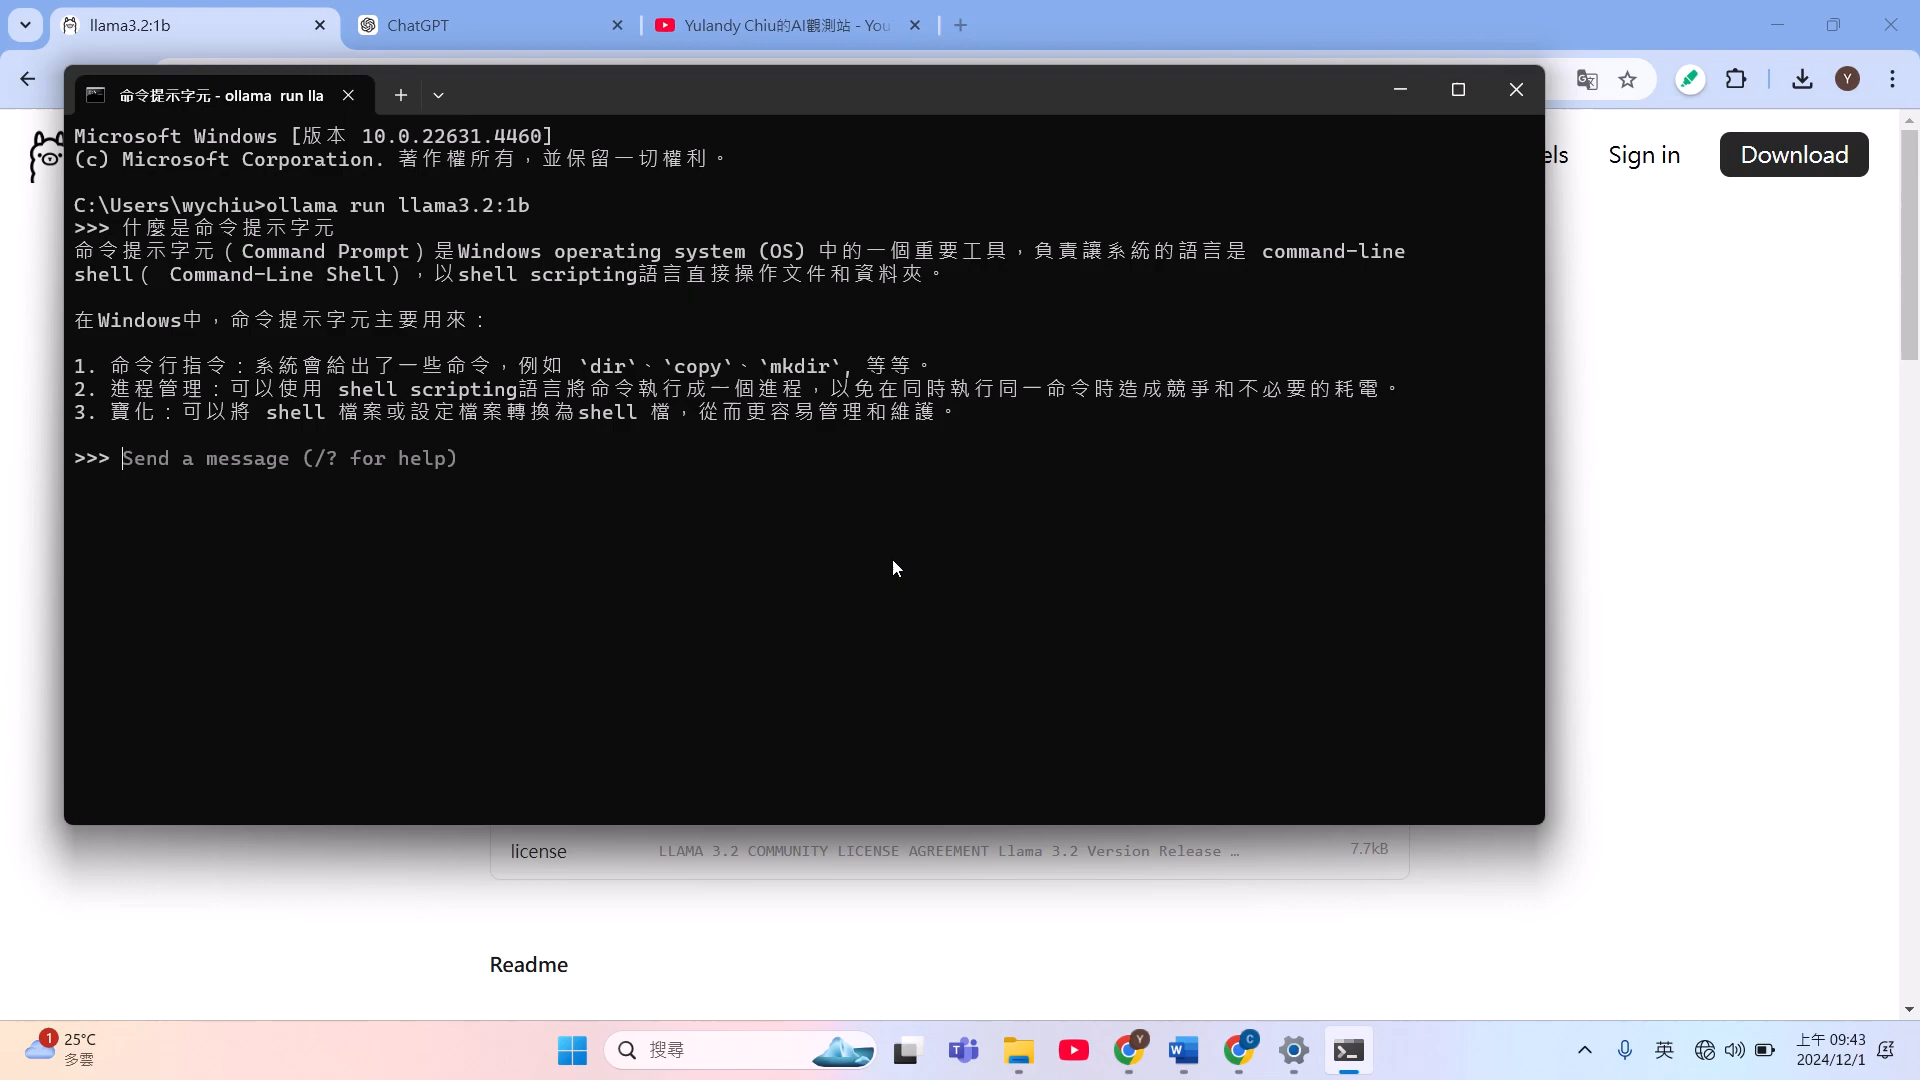 llama3.2:1b
ChatGPT
Yulandy Chiu的AI觀測站 - You
命令提示字元 - ollama  run lla
Microsoft Windows [版本 10.0.22631.4460]
(c) Microsoft Corporation. 著作權所有，並保留一切權利。
C:\Users\wychiu>ollama run llama3.2:1b
>>> 什麼是命令提示字元
命令提示字元（Command Prompt）是Windows operating system (OS) 中的一個重要工具，負責讓系統的語言是 command-line
shell（ Command-Line Shell），以shell scripting語言直接操作文件和資料夾。
在Windows中，命令提示字元主要用來：
1. 命令行指令：系統會給出了一些命令，例如 `dir`、`copy`、`mkdir`, 等等。
2. 進程管理：可以使用 shell scripting語言將命令執行成一個進程，以免在同時執行同一命令時造成競爭和不必要的耗電。
3. 寶化：可以將 shell 檔案或設定檔案轉換為shell 檔，從而更容易管理和維護。
>>> Send a message (/? for help)
els
Sign in
Download
license
LLAMA 3.2 COMMUNITY LICENSE AGREEMENT Llama 3.2 Version Release …
7.7kB
Readme
1
25°C
多雲
搜尋
Y
C
英
上午 09:43
2024/12/1
Y